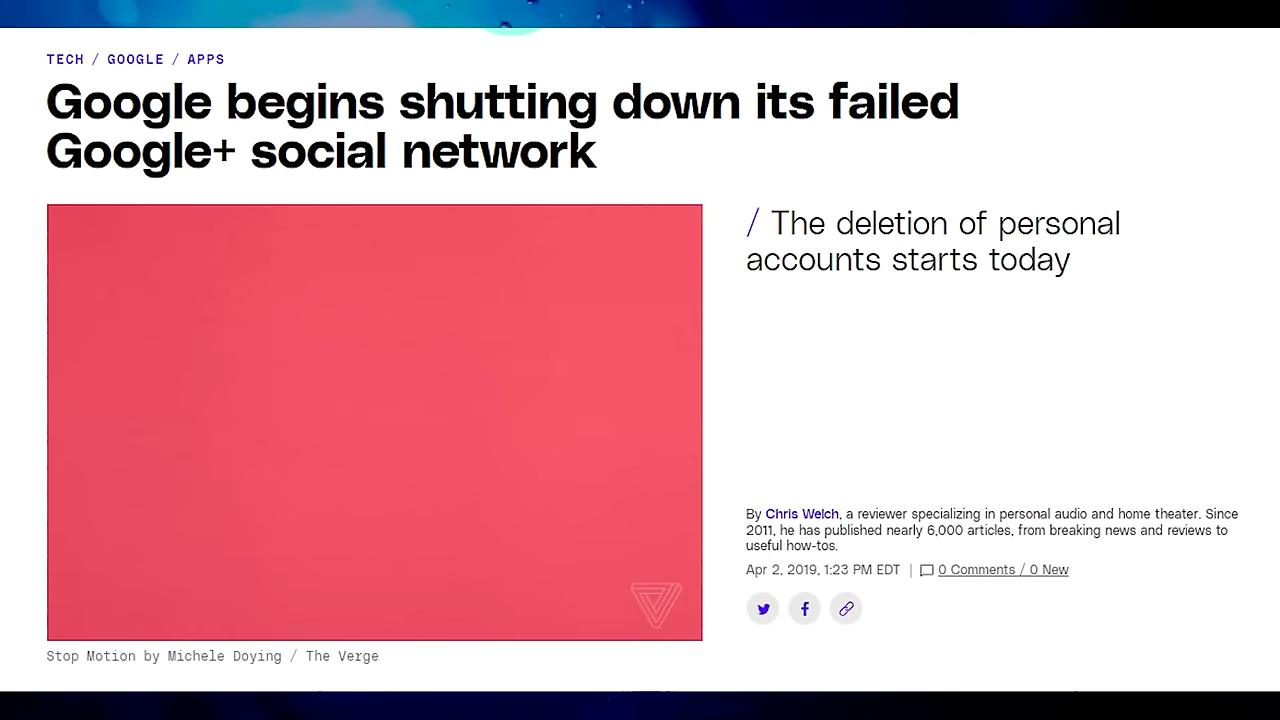 TECH / GOOGLE / APPS
Google begins shutting down its failed
Google+ social network
/ The deletion of personal
accounts starts today
By Chris Welch, a reviewer specializing in personal audio and home theater. Since
2011, he has published nearly 6,000 articles, from breaking news and reviews to
useful how-tos.
Apr 2, 2019, 1:23 PM EDT | 0 Comments / 0 New
Stop Motion by Michele Doying / The Verge